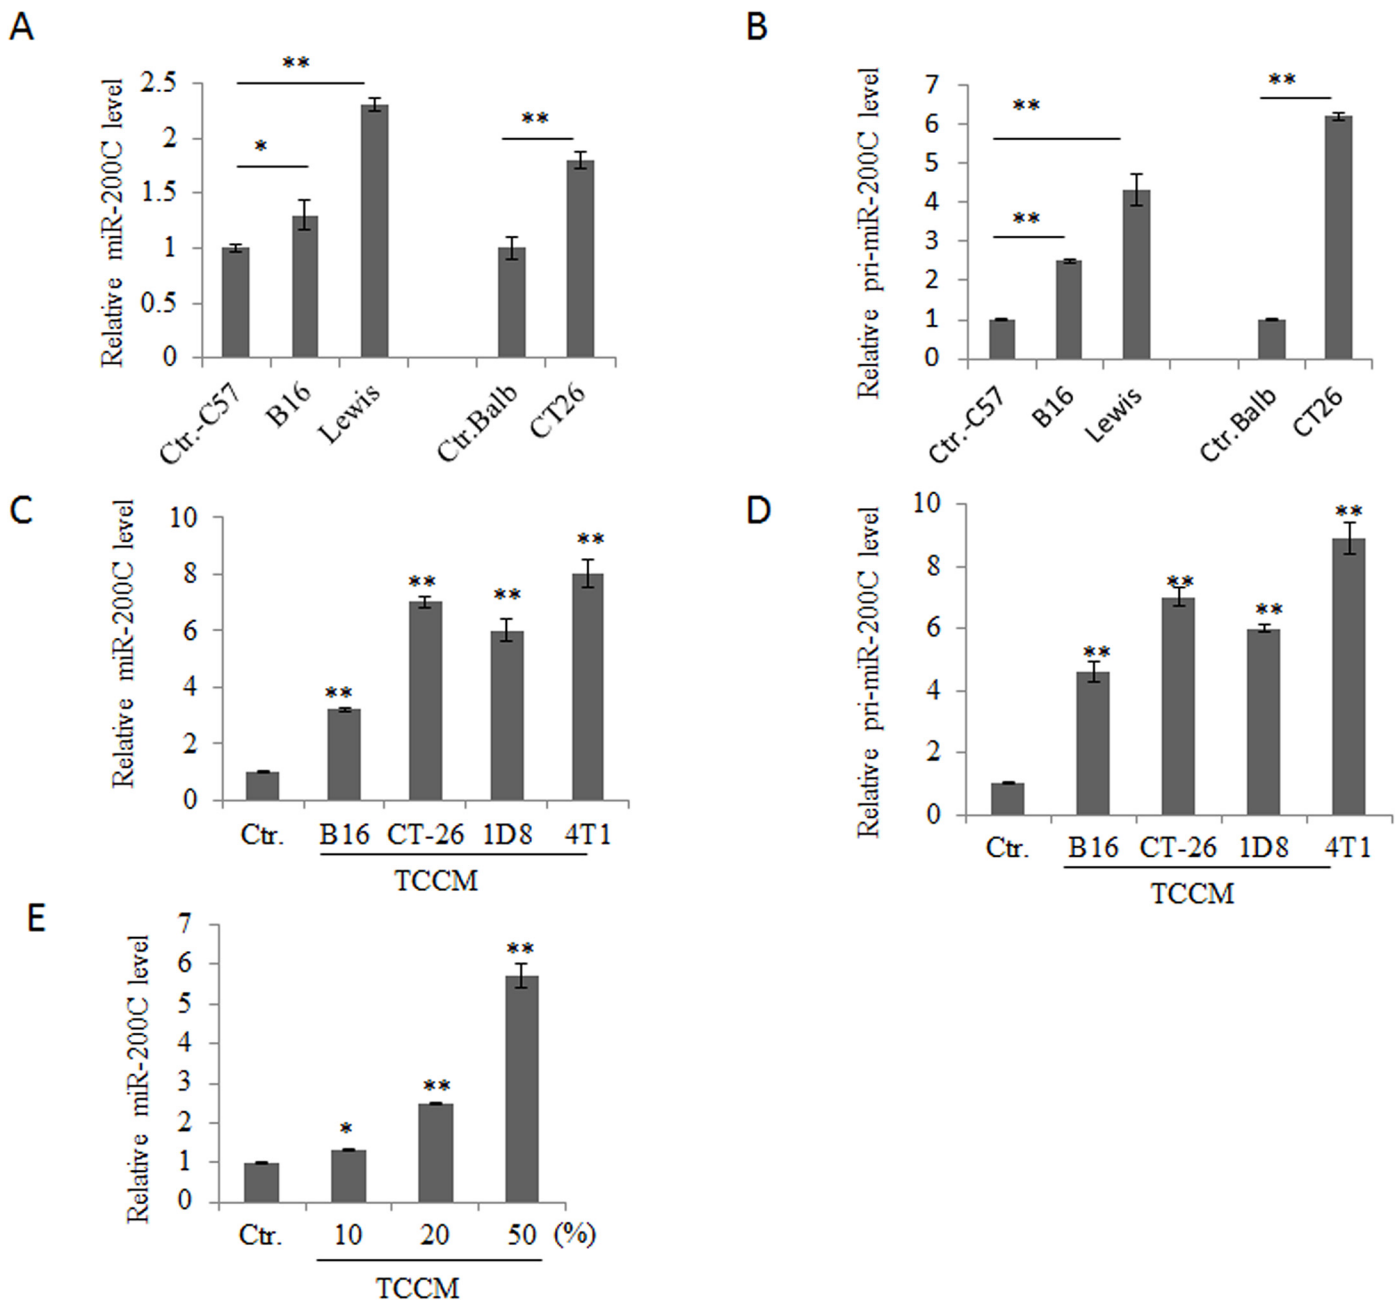 A
Relative miR-200C level
2.5
2
1.5
1
0.5
0
**
*
**
Ctr.-C57
B16
Lewis
Ctr.Balb
CT26
B
Relative pri-miR-200C level
7
6
5
4
3
2
1
0
**
**
**
Ctr.-C57
B16
Lewis
Ctr.Balb
CT26
C
Relative miR-200C level
10
8
6
4
2
0
**
**
**
**
Ctr.
B16
CT-26
1D8
4T1
TCCM
D
Relative pri-miR-200C level
10
8
6
4
2
0
**
**
**
**
Ctr.
B16
CT-26
1D8
4T1
TCCM
E
Relative miR-200C level
7
6
5
4
3
2
1
0
*
**
**
Ctr.
10
20
50
(%)
TCCM